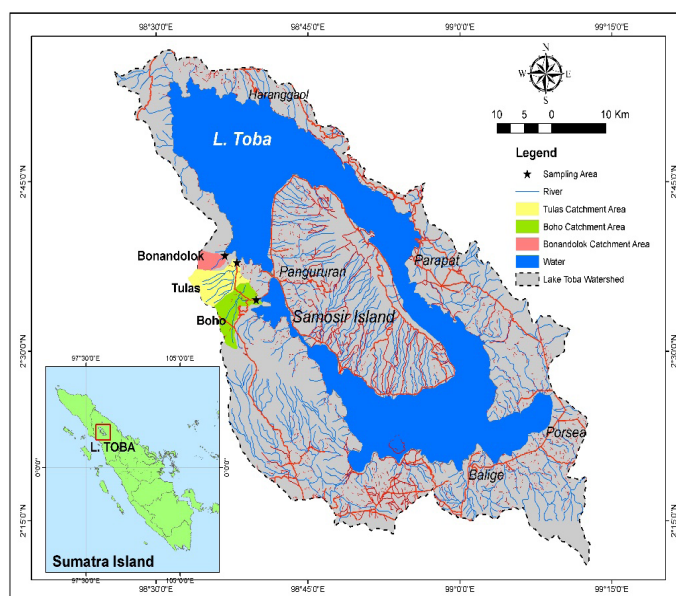 98°30'0"E 98°45'0"E 99°0'0"E 99°15'0"E
N
W E
S
10 5 0 10 Km
Haranggaol
L. Toba
Legend
Sampling Area
River
Tulas Catchment Area
Boho Catchment Area
Bonandolok Catchment Area
Water
Lake Toba Watershed
2°45'0"N
2°45'0"N
Bonandolok
Parapat
Pangururan
Tulas
Samosir Island
Boho
2°30'0"N
2°30'0"N
97°30'0"E 105°0'0"E
L. TOBA
Porsea
0°0'0"
0°0'0"
Balige
2°15'0"N
2°15'0"N
Sumatra Island
97°30'0"E 105°0'0"E
98°30'0"E 98°45'0"E 99°0'0"E 99°15'0"E